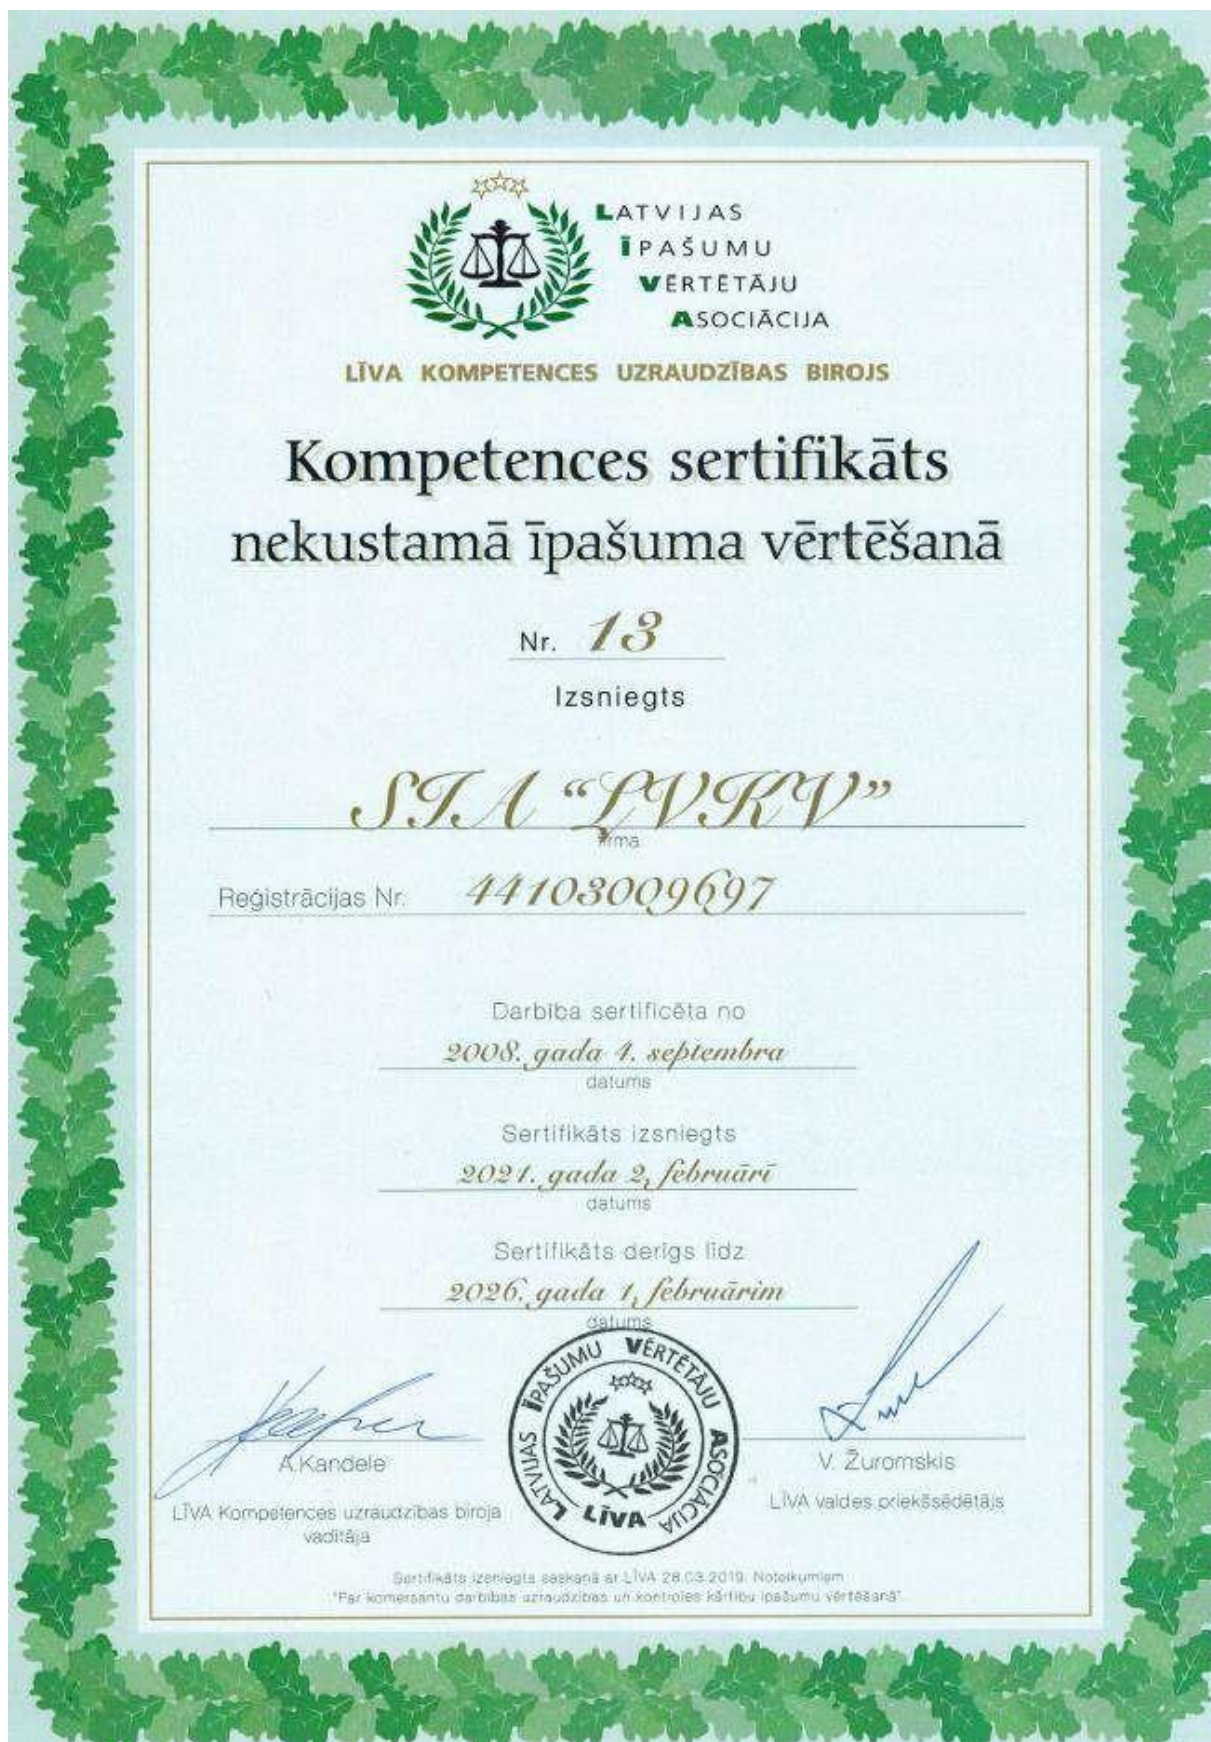 LATVIJAS
ĪPAŠUMU
VĒRTĒTĀJU
ASOCIĀCIJA
LĪVA KOMPETENCES UZRAUDZĪBAS BIROJS
Kompetences sertifikāts
nekustamā īpašuma vērtēšanā
Nr. 13
Izsniegts
SIA “LVKV”
firma
Reģistrācijas Nr. 44103009697
Darbība sertificēta no
2008. gada 4. septembra
datums
Sertifikāts izsniegts
2021. gada 2. februārī
datums
Sertifikāts derīgs līdz
2026. gada 1. februārim
datums
LATVIJAS ĪPAŠUMU VĒRTĒTĀJU ASOCIĀCIJA
LĪVA
A.Kandele
LĪVA Kompetences uzraudzības biroja
vadītāja
V. Žuromskis
LĪVA valdes priekšsēdētājs
Sertifikāts izsniegts saskaņā ar LĪVA 28.03.2019. Noteikumiem
"Par komersantu darbības uzraudzības un kontroles kārtību īpašumu vērtēšanā".